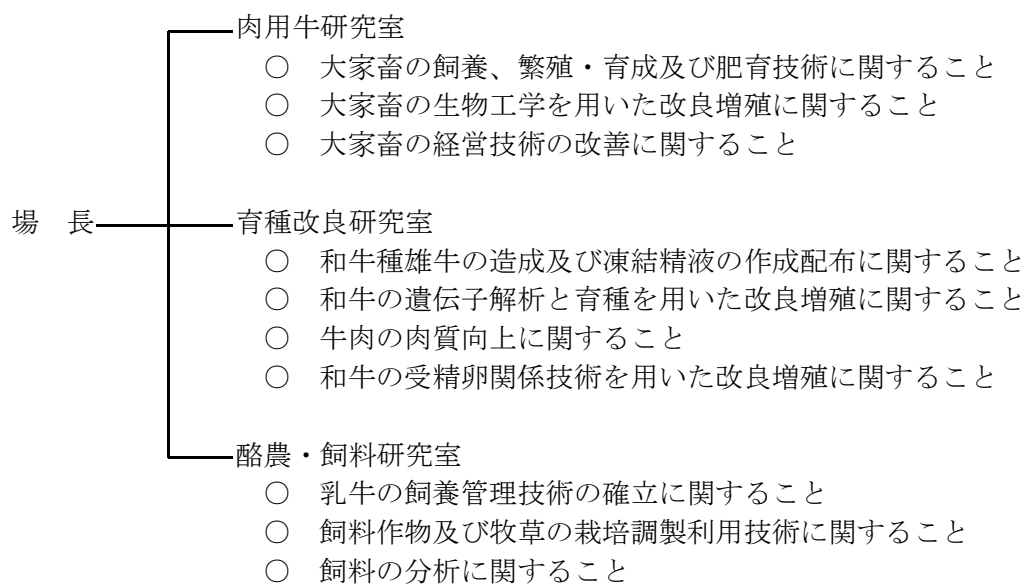 肉用牛研究室
○ 大家畜の飼養、繁殖・育成及び肥育技術に関すること
○ 大家畜の生物工学を用いた改良増殖に関すること
○ 大家畜の経営技術の改善に関すること
場 長
育種改良研究室
○ 和牛種雄牛の造成及び凍結精液の作成配布に関すること
○ 和牛の遺伝子解析と育種を用いた改良増殖に関すること
○ 牛肉の肉質向上に関すること
○ 和牛の受精卵関係技術を用いた改良増殖に関すること
酪農・飼料研究室
○ 乳牛の飼養管理技術の確立に関すること
○ 飼料作物及び牧草の栽培調製利用技術に関すること
○ 飼料の分析に関すること